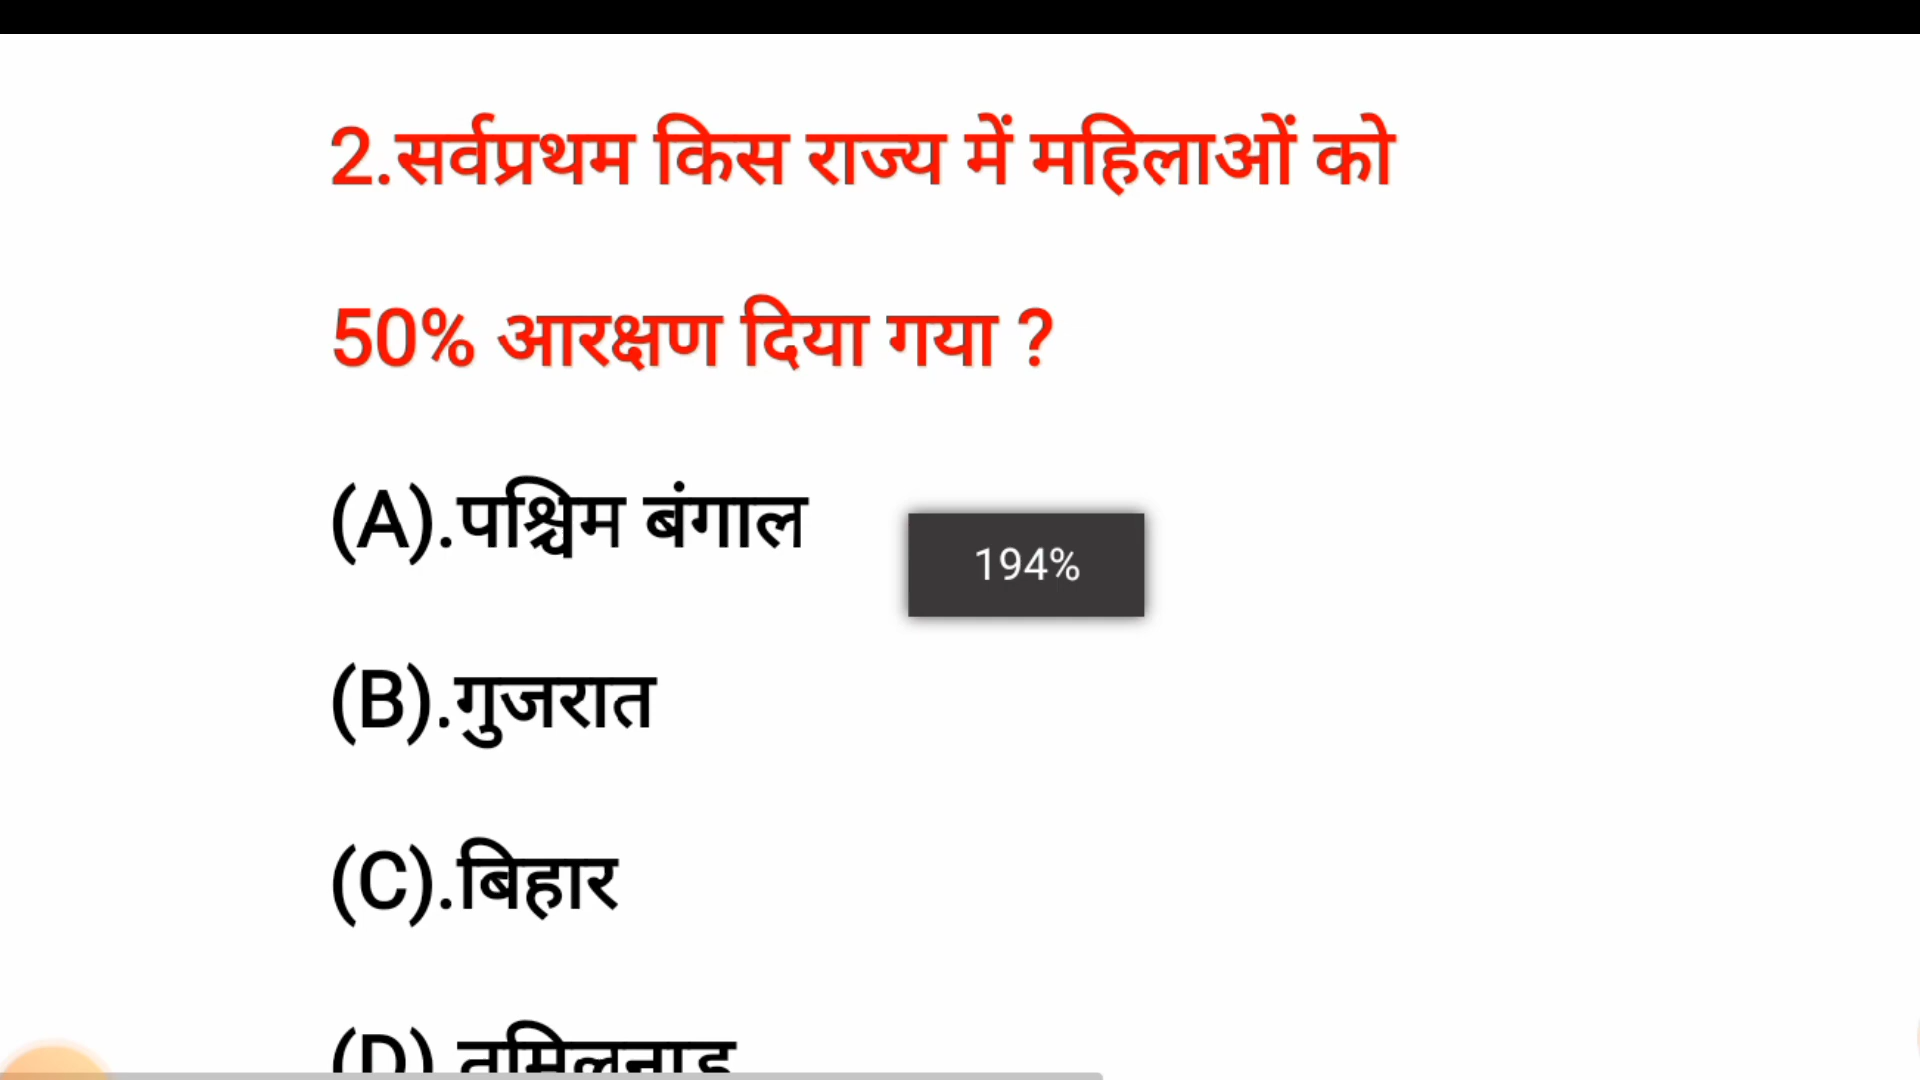 2.सर्वप्रथम किस राज्य में महिलाओं को
50% आरक्षण दिया गया ?
(A).पश्चिम बंगाल
194%
(B).गुजरात
(C).बिहार
(D).तमिलनाडु